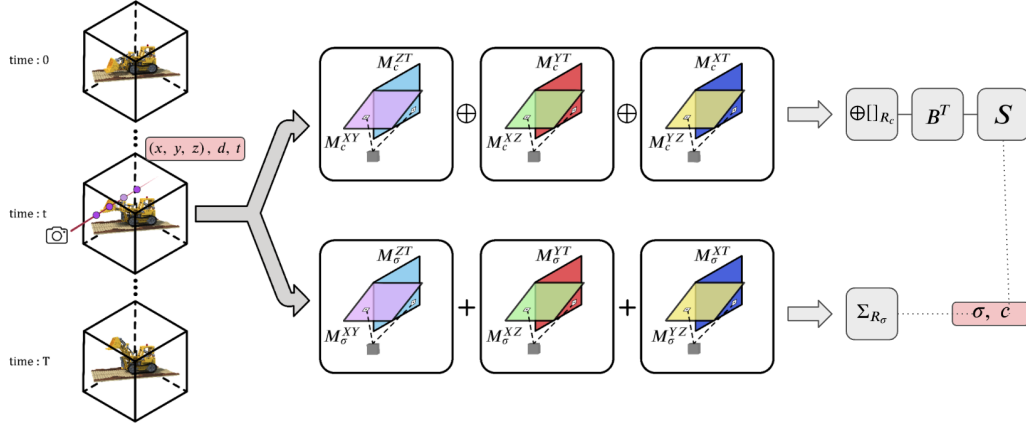 time : 0
(x, y, z), d, t
time : t
time : T
M_c^{ZT} M_c^{YT} M_c^{XT}
⊕ ⊕
M_c^{XY} M_c^{XZ} M_c^{YZ}
⊕[]_{R_c} B^T S
M_σ^{ZT} M_σ^{YT} M_σ^{XT}
+ +
M_σ^{XY} M_σ^{XZ} M_σ^{YZ}
Σ_{R_σ} σ, c